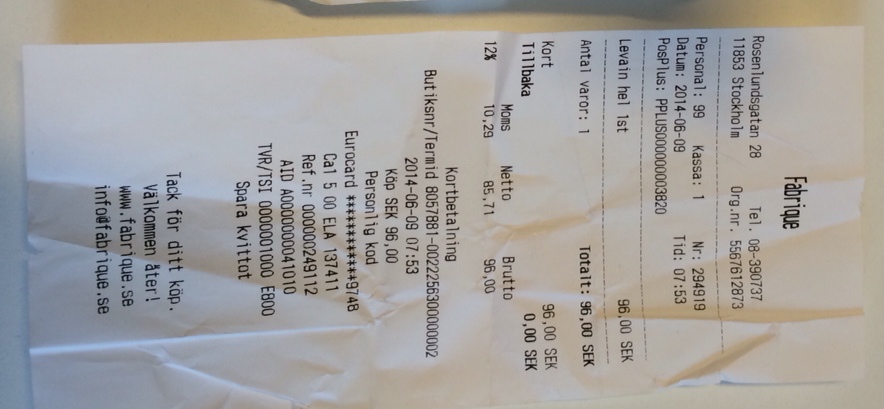 Fabrique
Rosenlundsgatan 28 Tel. 08-390737
11853 Stockholm Org.nr. 5567612873
Personal: 99 Kassa: 1 Nr: 294919
Datum: 2014-06-09 Tid: 07:53
PosPlus: PPLUS000000003820
Levain hel 1st 96,00 SEK
Antal varor: 1 Totalt: 96,00 SEK
Kort 96,00 SEK
Tillbaka 0,00 SEK
Moms Netto Brutto
12% 10,29 85,71 96,00
Kortbetalning
Butiksnr/Termid 8057881-0022256300000002
2014-06-09 07:53
Köp SEK 96,00
Personlig kod
Eurocard ************9748
Ca1 5 00 ELA 137411
Ref.nr 000000249112
AID A0000000041010
TVR/TSI 0000001000 E800
Spara kvittot
Tack för ditt köp.
Välkommen åter!
www.fabrique.se
info@fabrique.se